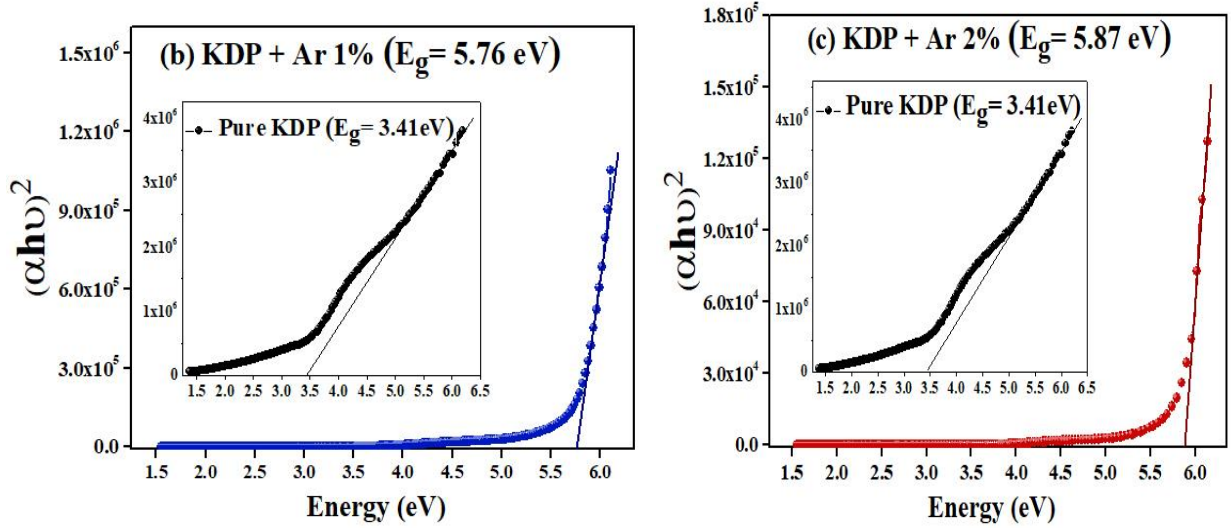 (b) KDP + Ar 1% (Eg= 5.76 eV)
Pure KDP (Eg= 3.41eV)
4x10⁶
3x10⁶
2x10⁶
1x10⁶
0
1.5 2.0 2.5 3.0 3.5 4.0 4.5 5.0 5.5 6.0 6.5
(αhυ)²
1.5x10⁶
1.2x10⁶
9.0x10⁵
6.0x10⁵
3.0x10⁵
0.0
1.5 2.0 2.5 3.0 3.5 4.0 4.5 5.0 5.5 6.0
Energy (eV)
(c) KDP + Ar 2% (Eg= 5.87 eV)
Pure KDP (Eg= 3.41eV)
4x10⁶
3x10⁶
2x10⁶
1x10⁶
0
1.5 2.0 2.5 3.0 3.5 4.0 4.5 5.0 5.5 6.0 6.5
(αhυ)²
1.8x10⁵
1.5x10⁵
1.2x10⁵
9.0x10⁴
6.0x10⁴
3.0x10⁴
0.0
1.5 2.0 2.5 3.0 3.5 4.0 4.5 5.0 5.5 6.0
Energy (eV)